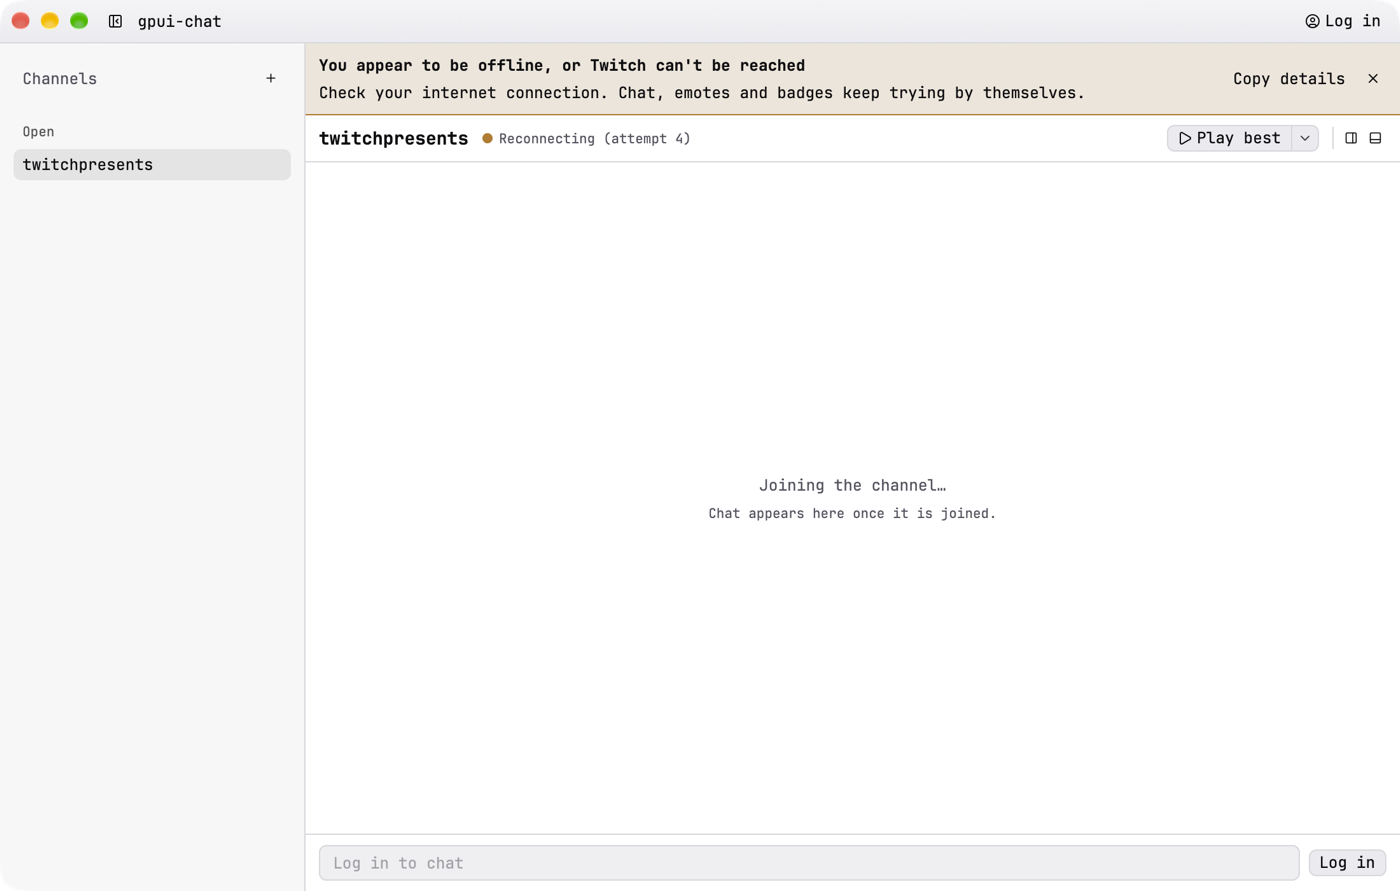 gpui-chat
Log in
Channels
+
You appear to be offline, or Twitch can't be reached
Check your internet connection. Chat, emotes and badges keep trying by themselves.
Copy details
Open
twitchpresents
twitchpresents
Reconnecting (attempt 4)
Play best
Joining the channel…
Chat appears here once it is joined.
Log in to chat
Log in